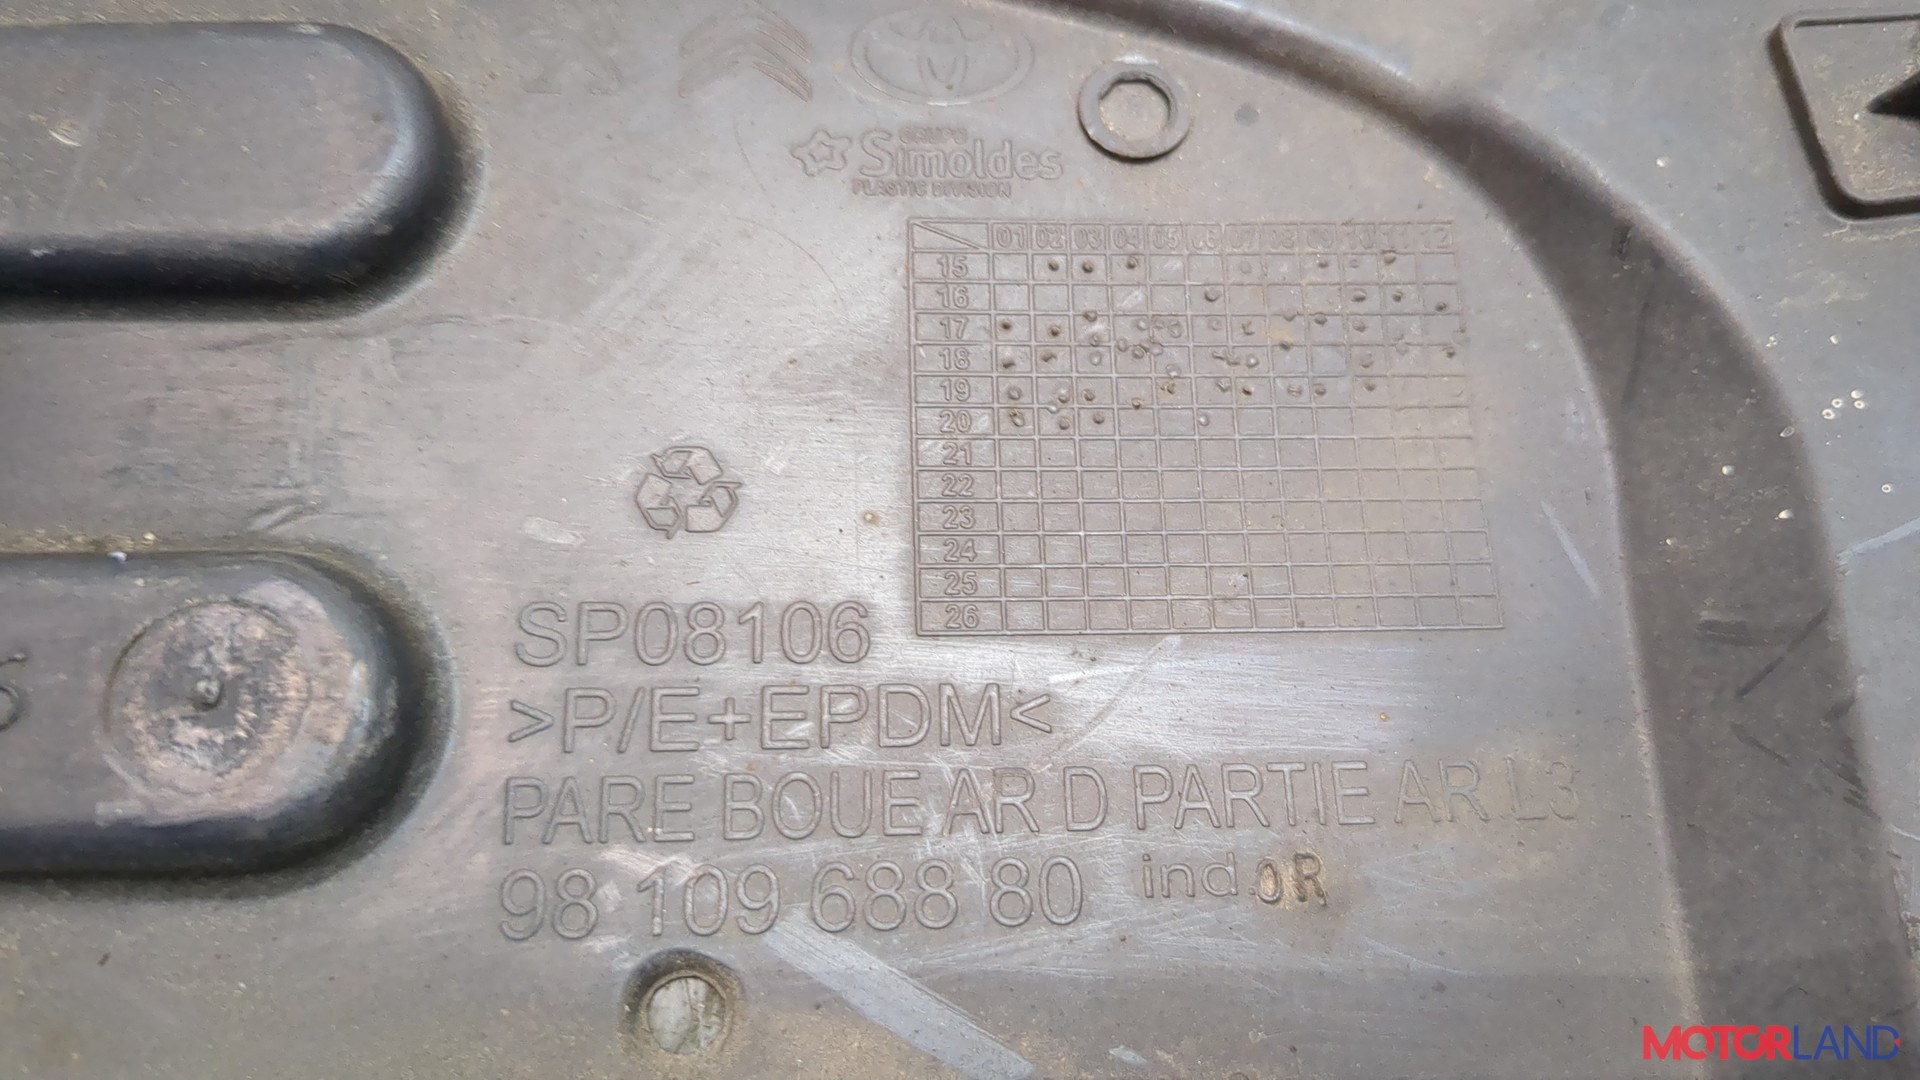 GRUPO
Simoldes
PLASTIC DIVISION
01 02 03 04 05 06 07 08 09 10 11 12
15
16
17
18
19
20
21
22
23
24
25
26
SP08106
>P/E+EPDM<
PARE BOUE AR D PARTIE AR L3
98 109 688 80 ind.0R
MOTORLAND